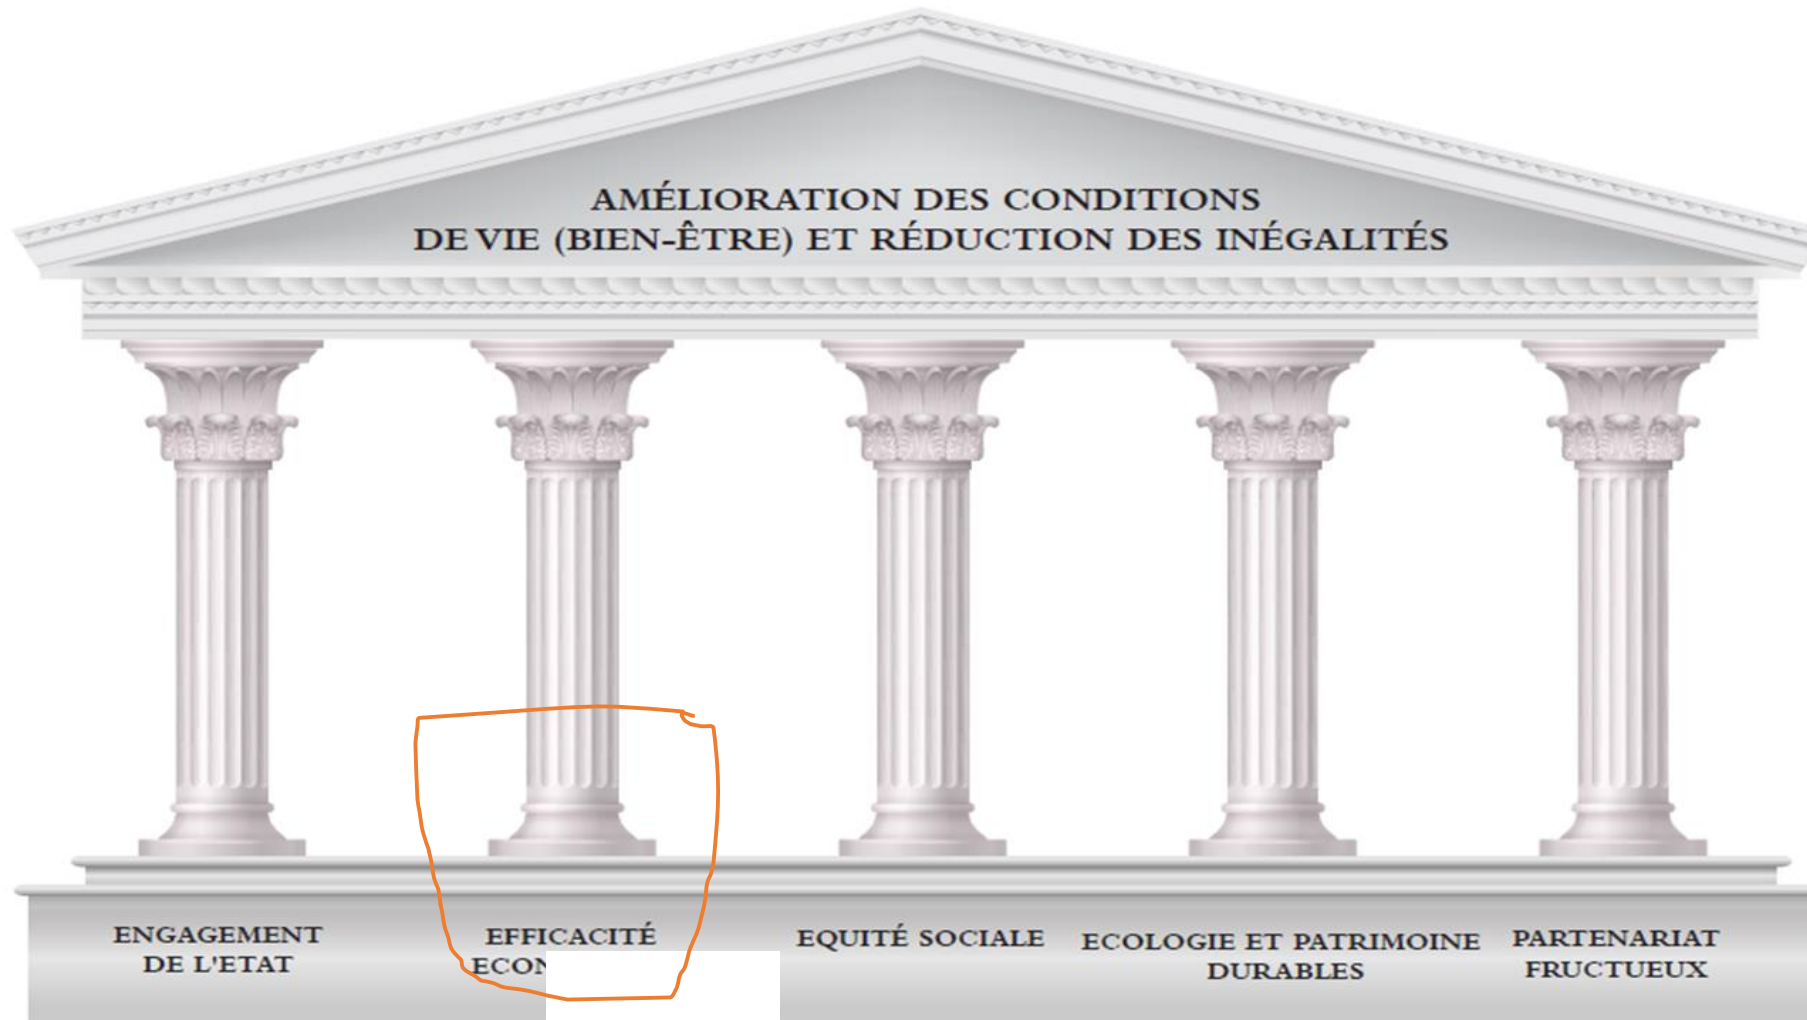 AMÉLIORATION DES CONDITIONS
DE VIE (BIEN-ÊTRE) ET RÉDUCTION DES INÉGALITÉS
ENGAGEMENT
DE L'ETAT
EFFICACITÉ
EQUITÉ SOCIALE
ECOLOGIE ET PATRIMOINE
DURABLES
PARTENARIAT
FRUCTUEUX